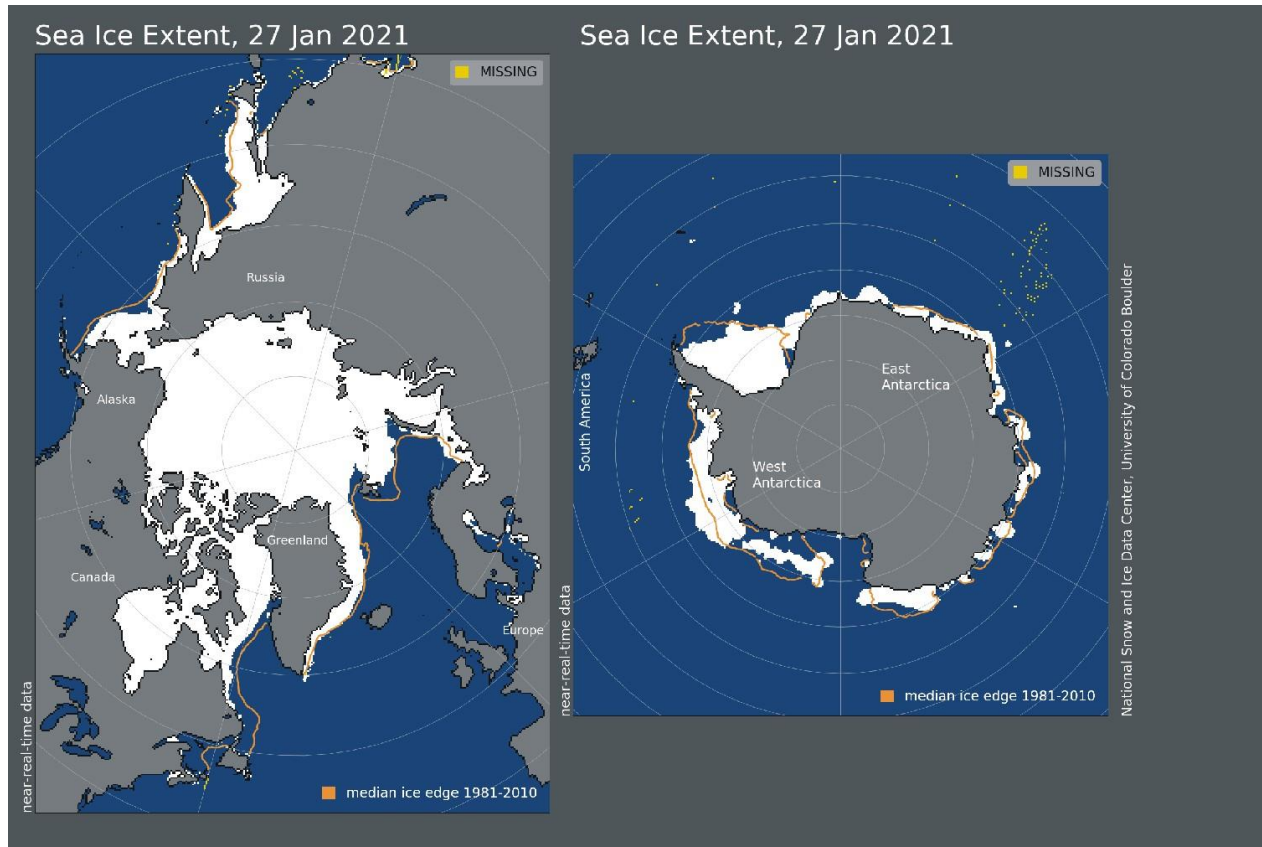 Sea Ice Extent, 27 Jan 2021
MISSING
Russia
Alaska
Greenland
Canada
Europe
near-real-time data
median ice edge 1981-2010
Sea Ice Extent, 27 Jan 2021
MISSING
South America
East
Antarctica
West
Antarctica
near-real-time data
median ice edge 1981-2010
National Snow and Ice Data Center, University of Colorado Boulder